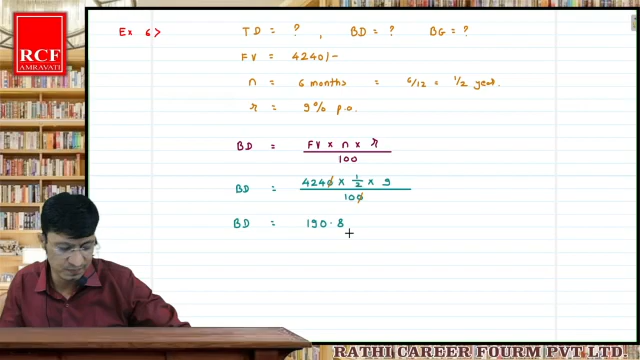 RCF
AMRAVATI
Ex 6>
TD = ? , BD = ? BG = ?
FV = 4240/-
n = 6 months = 6/12 = 1/2 year.
r = 9% p.a.
BD = FV × n × r
100
BD = 4240 × 1/2 × 9
100
BD = 190.8
RATHI CAREER FOURM PVT LTD